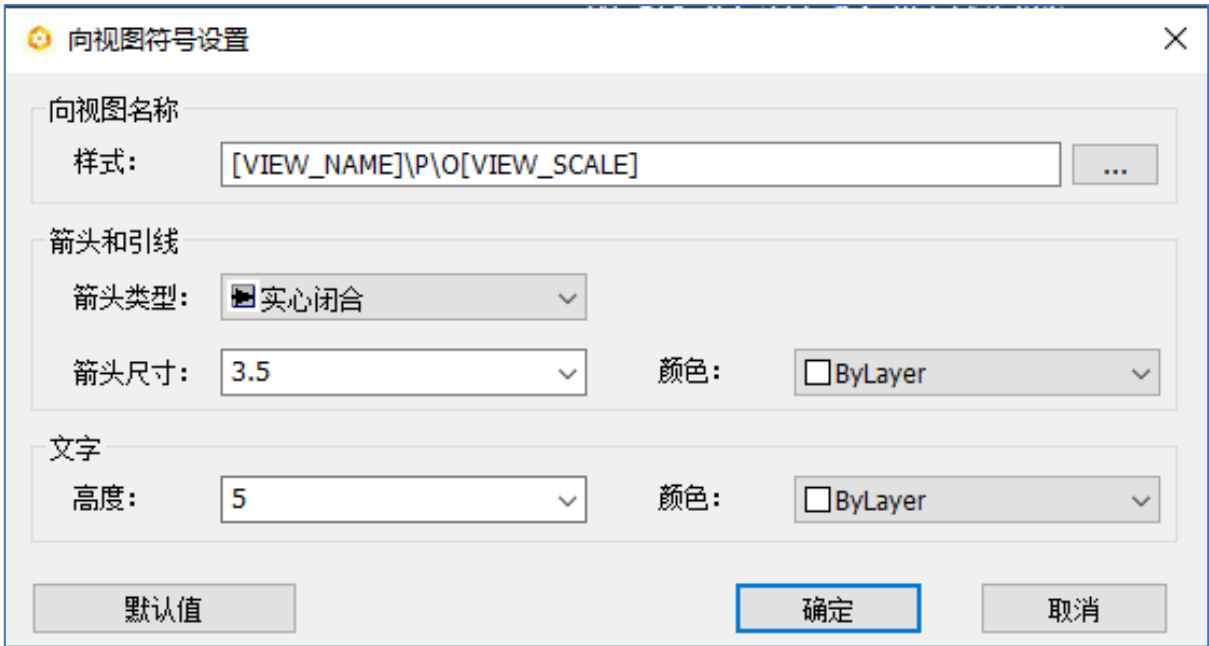 向视图符号设置
向视图名称
样式: [VIEW_NAME]\P\O[VIEW_SCALE] ...
箭头和引线
箭头类型: 实心闭合
箭头尺寸: 3.5 颜色: ByLayer
文字
高度: 5 颜色: ByLayer
默认值 确定 取消